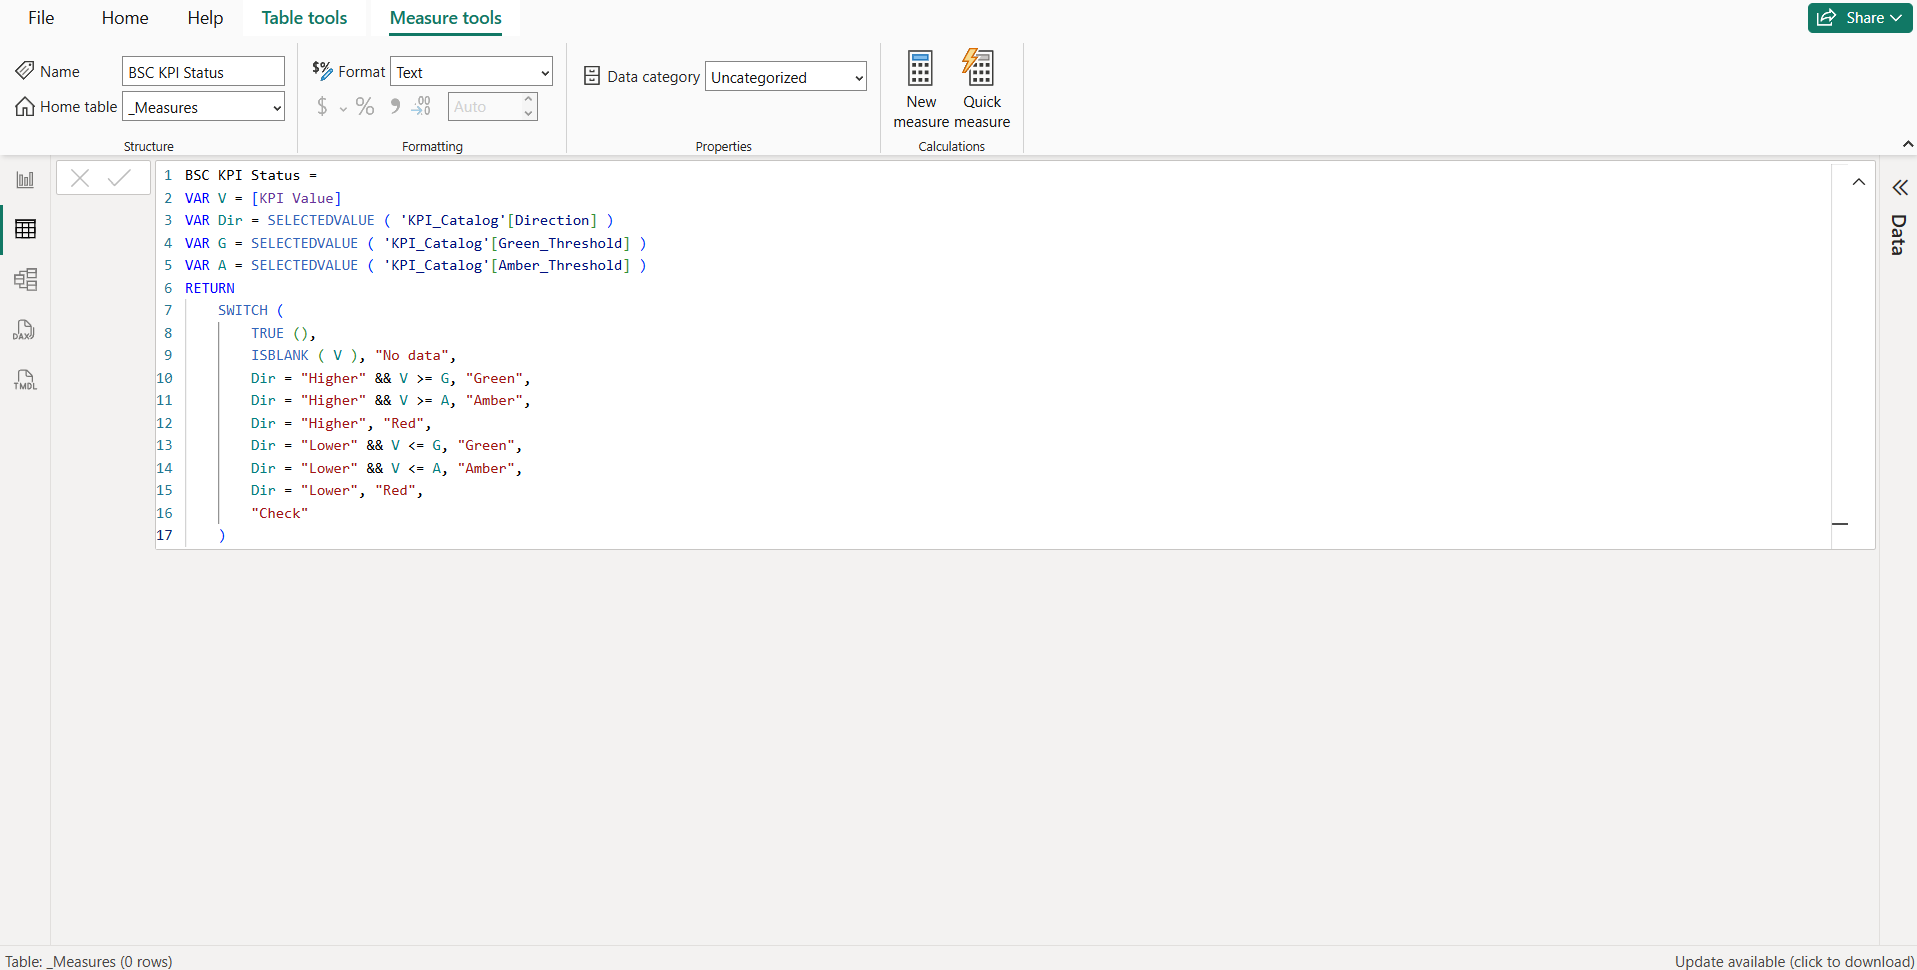 File Home Help Table tools Measure tools Share
Name BSC KPI Status $% Format Text Data category Uncategorized
Home table _Measures $ % , .00 →0 Auto New measure Quick measure
Structure Formatting Properties Calculations
1 BSC KPI Status =
2 VAR V = [KPI Value]
3 VAR Dir = SELECTEDVALUE ( 'KPI_Catalog'[Direction] )
4 VAR G = SELECTEDVALUE ( 'KPI_Catalog'[Green_Threshold] )
5 VAR A = SELECTEDVALUE ( 'KPI_Catalog'[Amber_Threshold] )
6 RETURN
7 SWITCH (
8 TRUE (),
9 ISBLANK ( V ), "No data",
10 Dir = "Higher" && V >= G, "Green",
11 Dir = "Higher" && V >= A, "Amber",
12 Dir = "Higher", "Red",
13 Dir = "Lower" && V <= G, "Green",
14 Dir = "Lower" && V <= A, "Amber",
15 Dir = "Lower", "Red",
16 "Check"
17 )
Data
DAX
TMDL
Table: _Measures (0 rows) Update available (click to download)